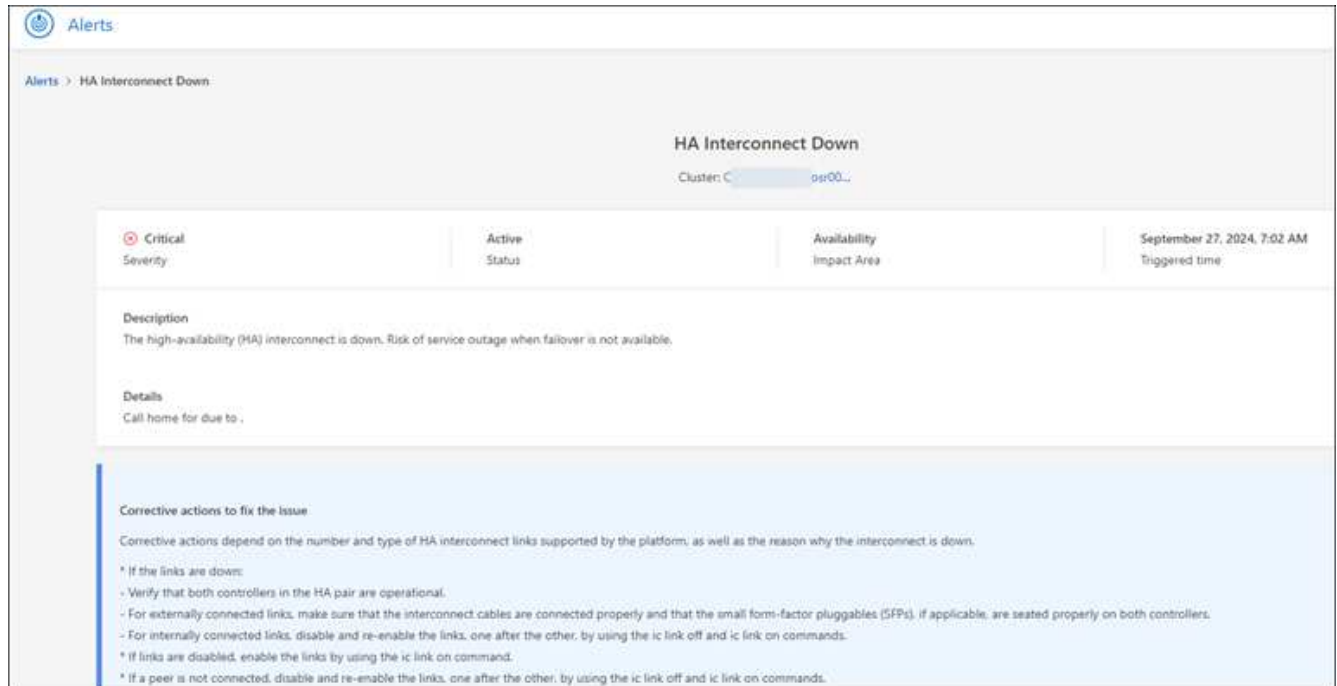 Alerts
Alerts > HA Interconnect Down
HA Interconnect Down
Cluster: C osr00...
Critical
Severity
Active
Status
Availability
Impact Area
September 27, 2024, 7:02 AM
Triggered time
Description
The high-availability (HA) interconnect is down. Risk of service outage when failover is not available.
Details
Call home for due to .
Corrective actions to fix the issue
Corrective actions depend on the number and type of HA interconnect links supported by the platform, as well as the reason why the interconnect is down.
* If the links are down:
- Verify that both controllers in the HA pair are operational.
- For externally connected links, make sure that the interconnect cables are connected properly and that the small form-factor pluggables (SFPs), if applicable, are seated properly on both controllers.
- For internally connected links, disable and re-enable the links, one after the other, by using the ic link off and ic link on commands.
* If links are disabled, enable the links by using the ic link on command.
* If a peer is not connected, disable and re-enable the links, one after the other, by using the ic link off and ic link on commands.